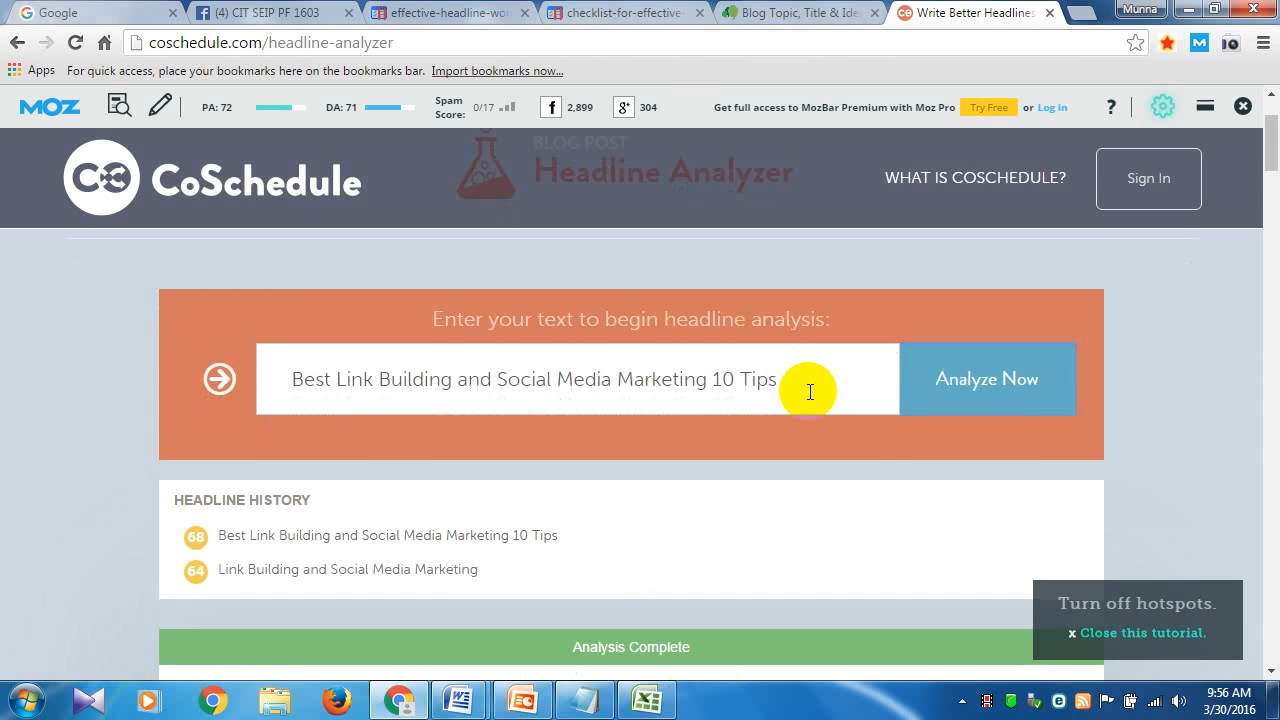 Google
(4) CIT SEIP PF 1603
effective-headline-wor
checklist-for-effective-
Blog Topic, Title & Ide
Write Better Headlines
Munna
coschedule.com/headline-analyzer
Apps For quick access, place your bookmarks here on the bookmarks bar. Import bookmarks now...
MOZ
PA: 72
DA: 71
Spam Score: 0/17
f 2,899
g+ 304
Get full access to MozBar Premium with Moz Pro Try Free or Log in
?
CoSchedule
BLOG POST
Headline Analyzer
WHAT IS COSCHEDULE?
Sign In
Enter your text to begin headline analysis:
Best Link Building and Social Media Marketing 10 Tips
Analyze Now
HEADLINE HISTORY
68 Best Link Building and Social Media Marketing 10 Tips
64 Link Building and Social Media Marketing
Turn off hotspots.
x Close this tutorial.
Analysis Complete
9:56 AM
3/30/2016